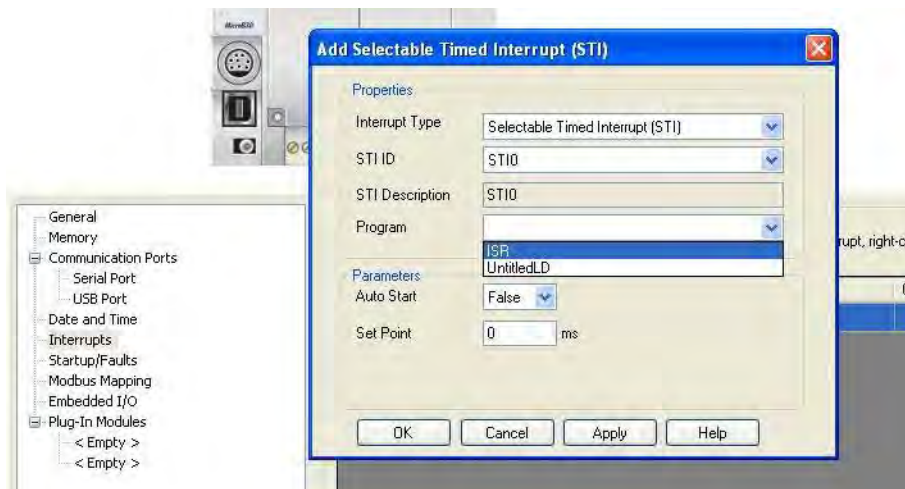 Micro830
Add Selectable Timed Interrupt (STI)
Properties
Interrupt Type
Selectable Timed Interrupt (STI)
STI ID
STI0
STI Description
STI0
Program
ISR
UntitledLD
Parameters
Auto Start
False
Set Point
0
ms
OK
Cancel
Apply
Help
General
Memory
Communication Ports
Serial Port
USB Port
Date and Time
Interrupts
Startup/Faults
Modbus Mapping
Embedded I/O
Plug-In Modules
< Empty >
< Empty >
rupt, right-c